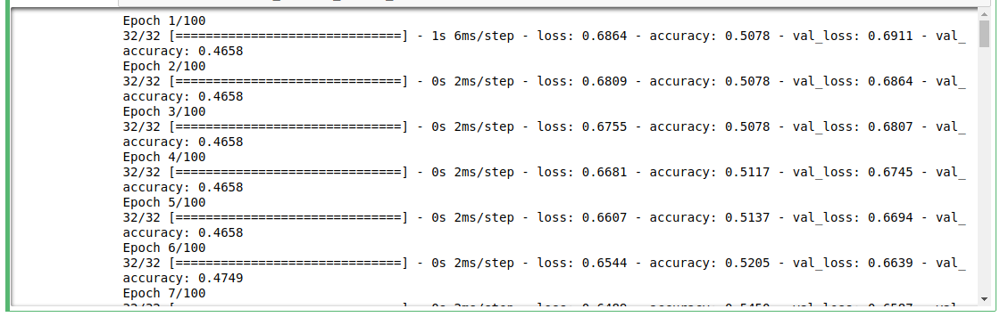 Epoch 1/100
32/32 [==============================] - 1s 6ms/step - loss: 0.6864 - accuracy: 0.5078 - val_loss: 0.6911 - val_
accuracy: 0.4658
Epoch 2/100
32/32 [==============================] - 0s 2ms/step - loss: 0.6809 - accuracy: 0.5078 - val_loss: 0.6864 - val_
accuracy: 0.4658
Epoch 3/100
32/32 [==============================] - 0s 2ms/step - loss: 0.6755 - accuracy: 0.5078 - val_loss: 0.6807 - val_
accuracy: 0.4658
Epoch 4/100
32/32 [==============================] - 0s 2ms/step - loss: 0.6681 - accuracy: 0.5117 - val_loss: 0.6745 - val_
accuracy: 0.4658
Epoch 5/100
32/32 [==============================] - 0s 2ms/step - loss: 0.6607 - accuracy: 0.5137 - val_loss: 0.6694 - val_
accuracy: 0.4658
Epoch 6/100
32/32 [==============================] - 0s 2ms/step - loss: 0.6544 - accuracy: 0.5205 - val_loss: 0.6639 - val_
accuracy: 0.4749
Epoch 7/100